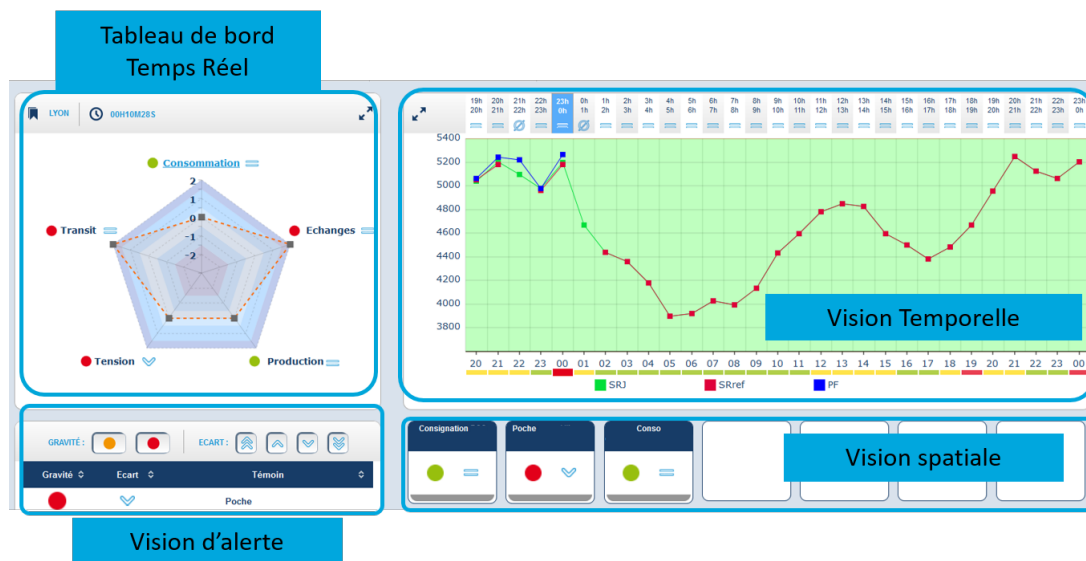 Tableau de bord
Temps Réel
LYON 00H10M28S
Consommation
2
1
0
-1
-2
Transit
Echanges
Tension
Production
19h 20h 21h 22h 23h 0h 1h 2h 3h 4h 5h 6h 7h 8h 9h 10h 11h 12h 13h 14h 15h 16h 17h 18h 19h 20h 21h 22h 23h
20h 21h 22h 23h 0h 1h 2h 3h 4h 5h 6h 7h 8h 9h 10h 11h 12h 13h 14h 15h 16h 17h 18h 19h 20h 21h 22h 23h 0h
5400
5200
5000
4800
4600
4400
4200
4000
3800
Vision Temporelle
20 21 22 23 00 01 02 03 04 05 06 07 08 09 10 11 12 13 14 15 16 17 18 19 20 21 22 23 00
SRJ SRref PF
GRAVITÉ : ECART :
Gravité Ecart Témoin
Poche
Vision d'alerte
Consignation Poche Conso
Vision spatiale